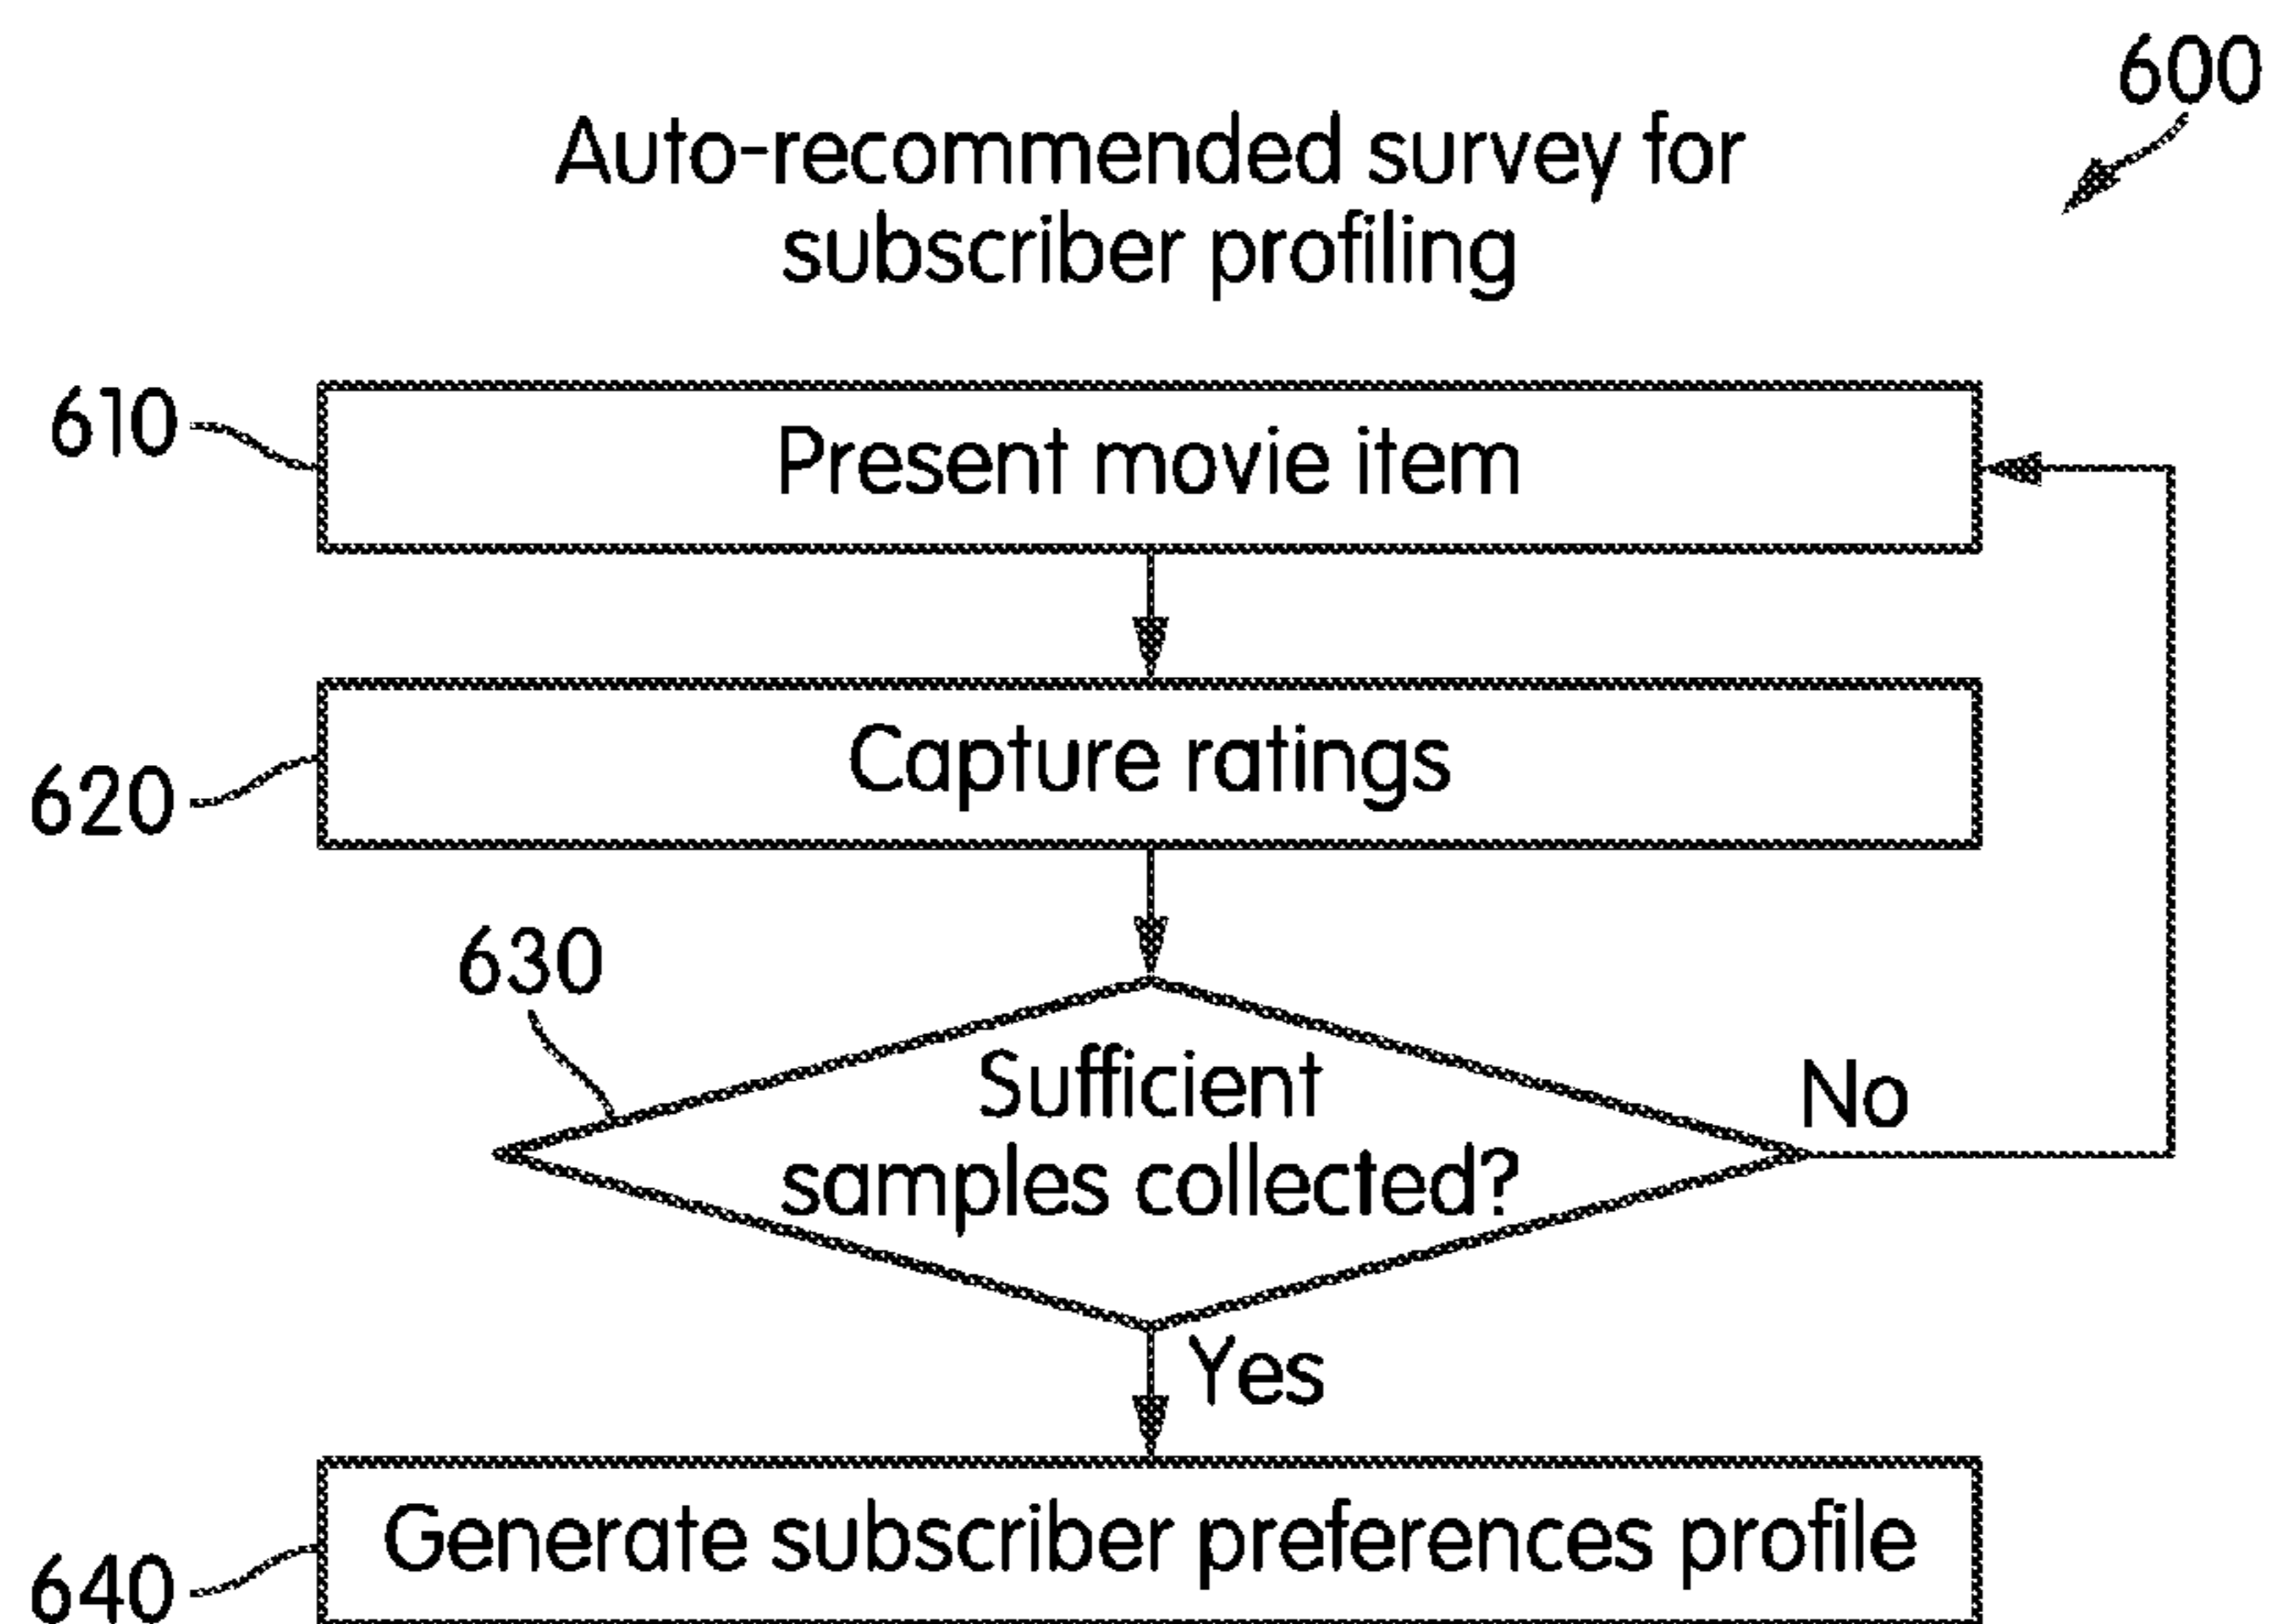 600
Auto-recommended survey for
subscriber profiling
610
Present movie item
620
Capture ratings
630
Sufficient
samples collected?
No
Yes
640
Generate subscriber preferences profile